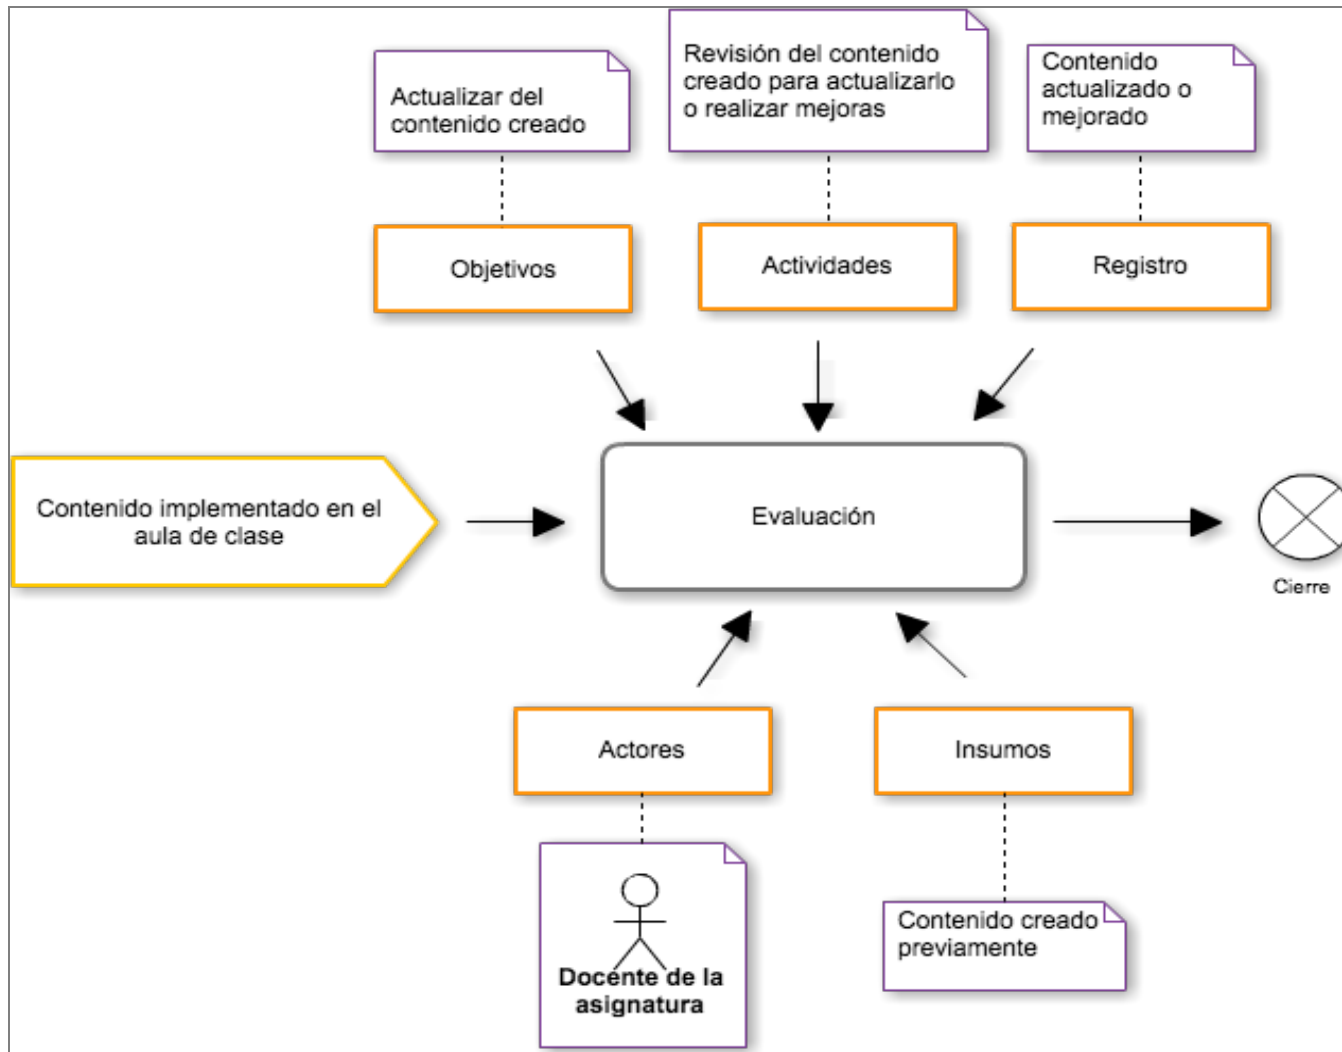 Actualizar del
contenido creado
Revisión del contenido
creado para actualizarlo
o realizar mejoras
Contenido
actualizado o
mejorado
Objetivos
Actividades
Registro
Contenido implementado en el
aula de clase
Evaluación
Cierre
Actores
Insumos
Docente de la
asignatura
Contenido creado
previamente